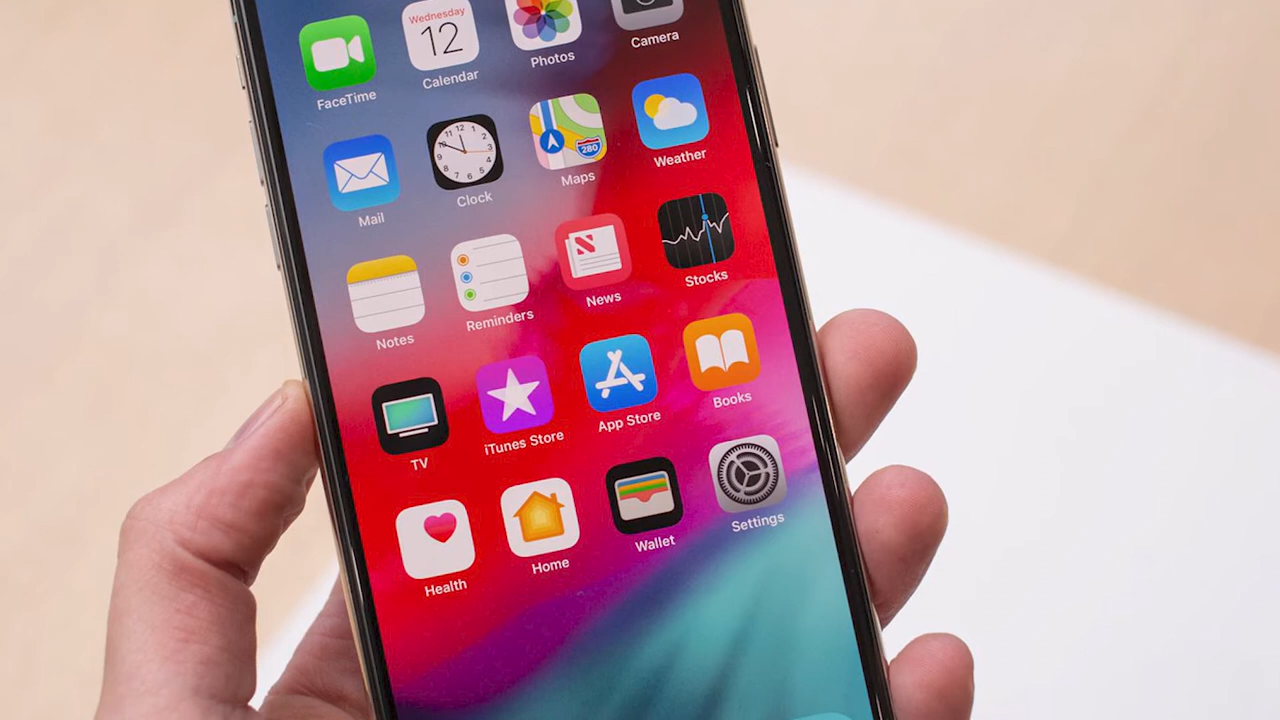 Wednesday
12
FaceTime
Calendar
Photos
Camera
280
Mail
Clock
Maps
Weather
Notes
Reminders
News
Stocks
TV
iTunes Store
App Store
Books
Health
Home
Wallet
Settings